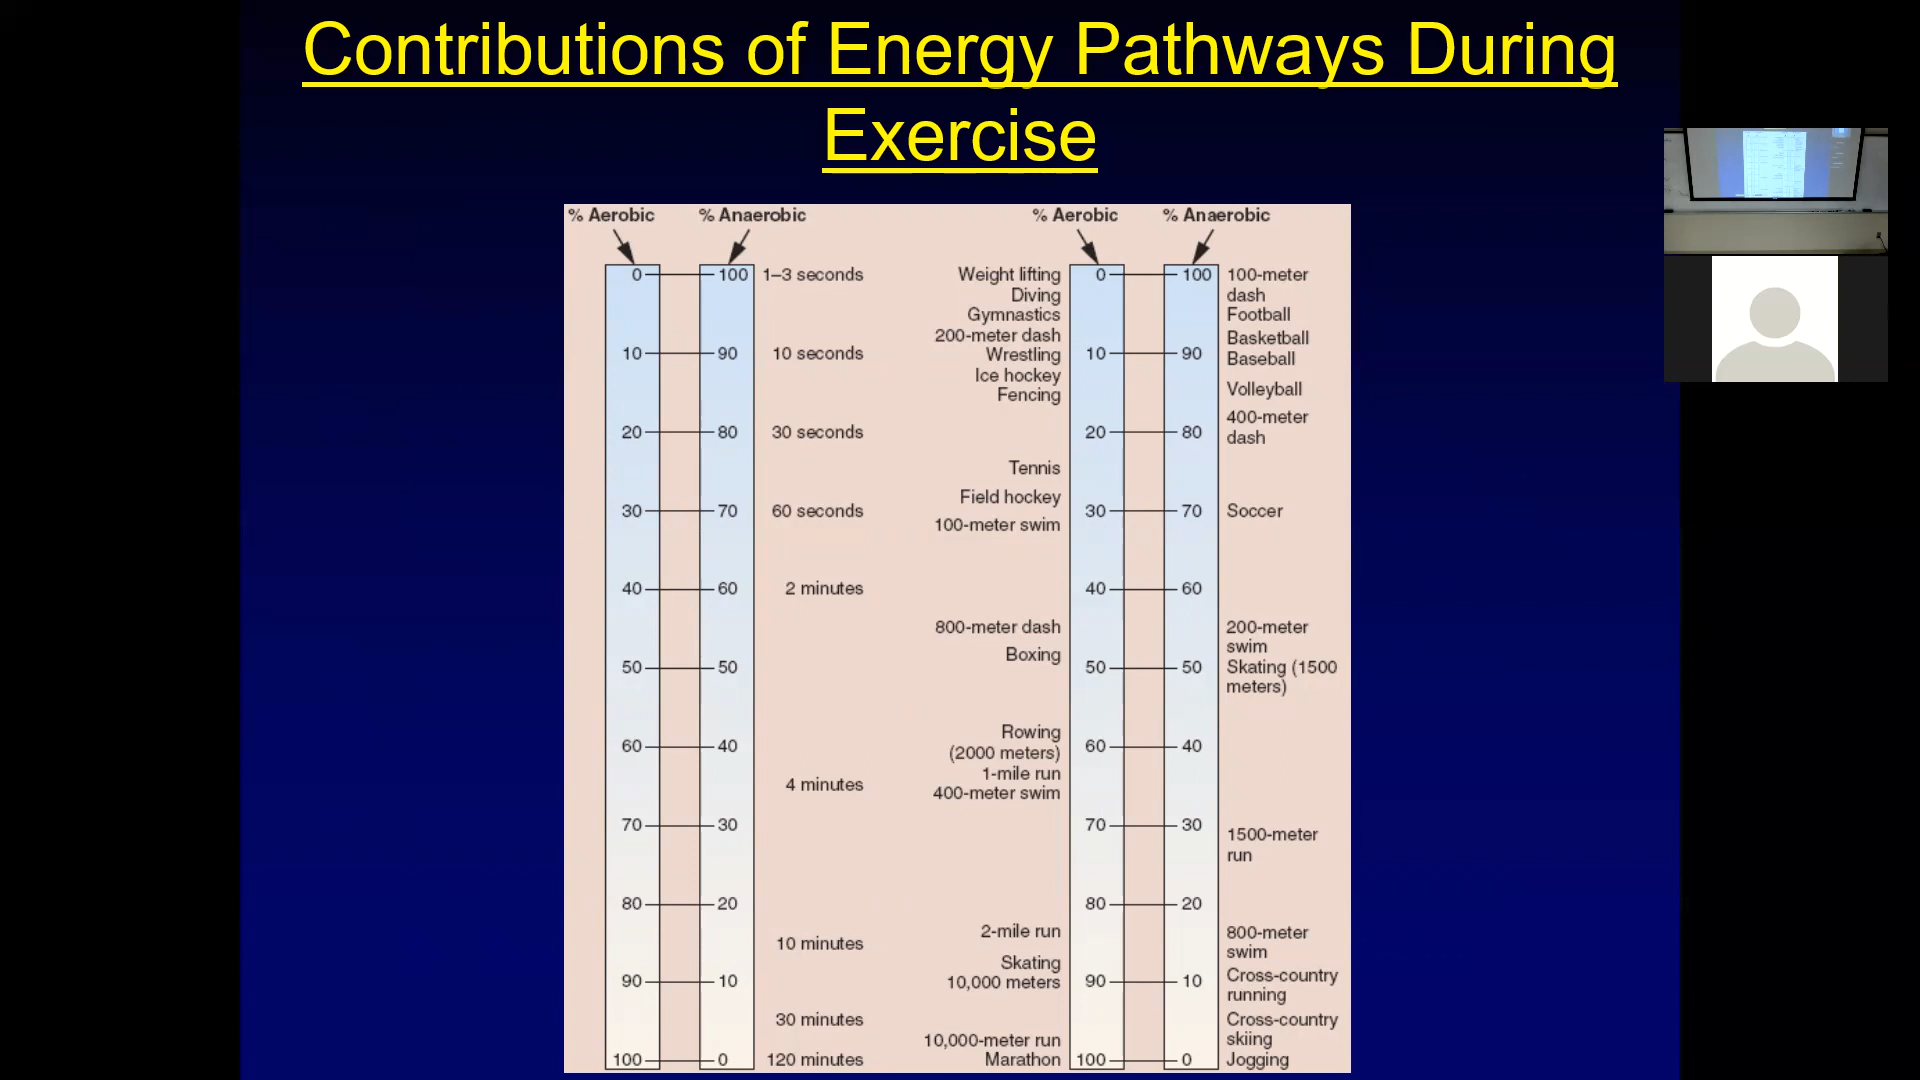 Contributions of Energy Pathways During
Exercise
% Aerobic % Anaerobic
0 100 1–3 seconds
10 90 10 seconds
20 80 30 seconds
30 70 60 seconds
40 60 2 minutes
50 50
60 40
4 minutes
70 30
80 20
10 minutes
90 10
30 minutes
100 0 120 minutes
% Aerobic % Anaerobic
Weight lifting 0 100 100-meter
Diving dash
Gymnastics Football
200-meter dash Basketball
Wrestling 10 90 Baseball
Ice hockey
Fencing Volleyball
400-meter
20 80 dash
Tennis
Field hockey
30 70 Soccer
100-meter swim
40 60
800-meter dash 200-meter
Boxing swim
50 50 Skating (1500
meters)
Rowing
(2000 meters) 60 40
1-mile run
400-meter swim
70 30 1500-meter
run
80 20
2-mile run 800-meter
swim
Skating Cross-country
10,000 meters 90 10 running
Cross-country
10,000-meter run skiing
Marathon 100 0 Jogging